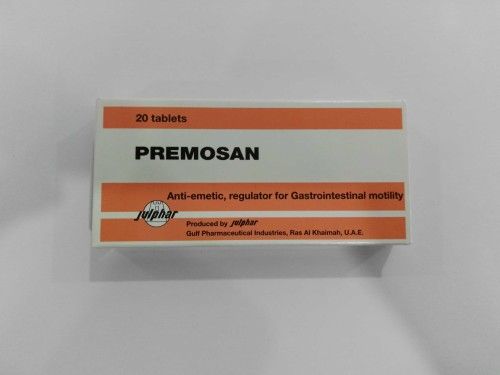 20 tablets
PREMOSAN
Anti-emetic, regulator for Gastrointestinal motility
julphar
Produced by julphar
Gulf Pharmaceutical Industries, Ras Al Khaimah, U.A.E.